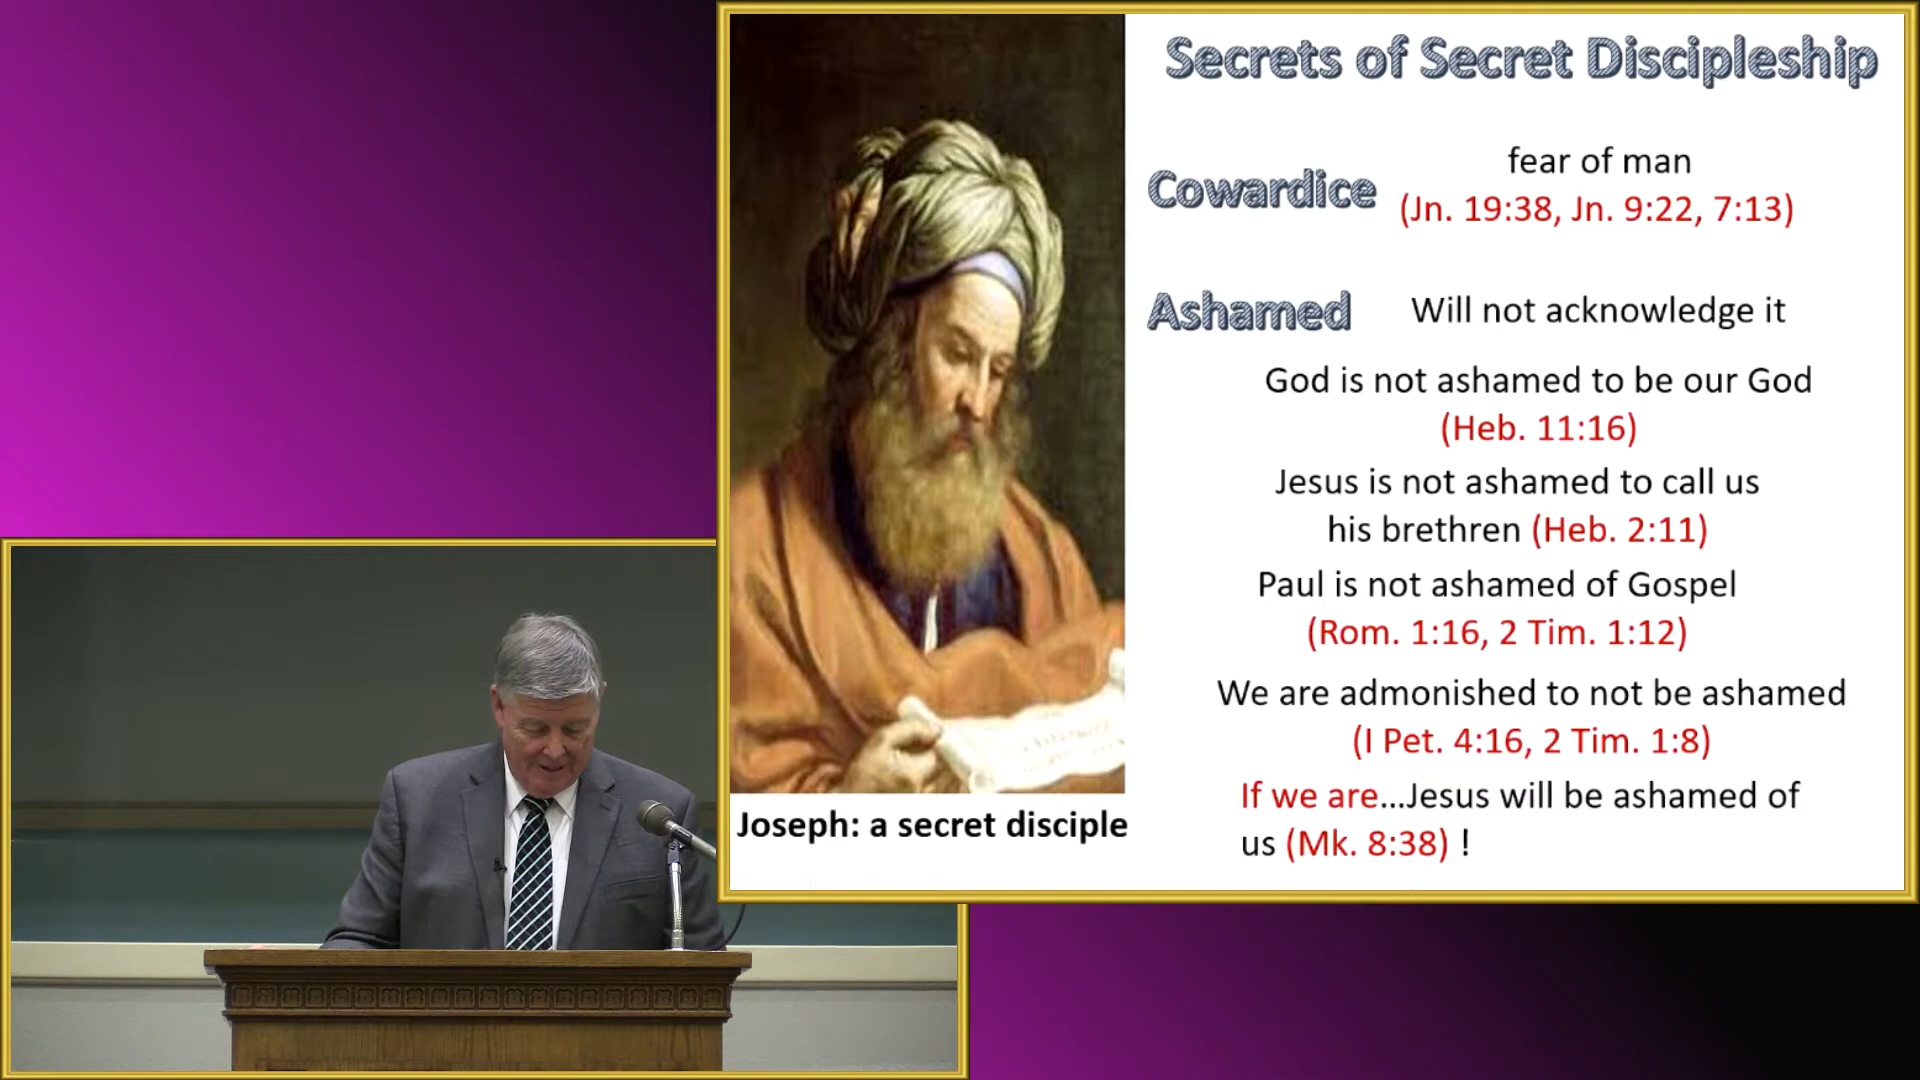 Secrets of Secret Discipleship
Cowardice
fear of man
(Jn. 19:38, Jn. 9:22, 7:13)
Ashamed
Will not acknowledge it
God is not ashamed to be our God
(Heb. 11:16)
Jesus is not ashamed to call us
his brethren (Heb. 2:11)
Paul is not ashamed of Gospel
(Rom. 1:16, 2 Tim. 1:12)
We are admonished to not be ashamed
(I Pet. 4:16, 2 Tim. 1:8)
If we are...Jesus will be ashamed of
us (Mk. 8:38) !
Joseph: a secret disciple